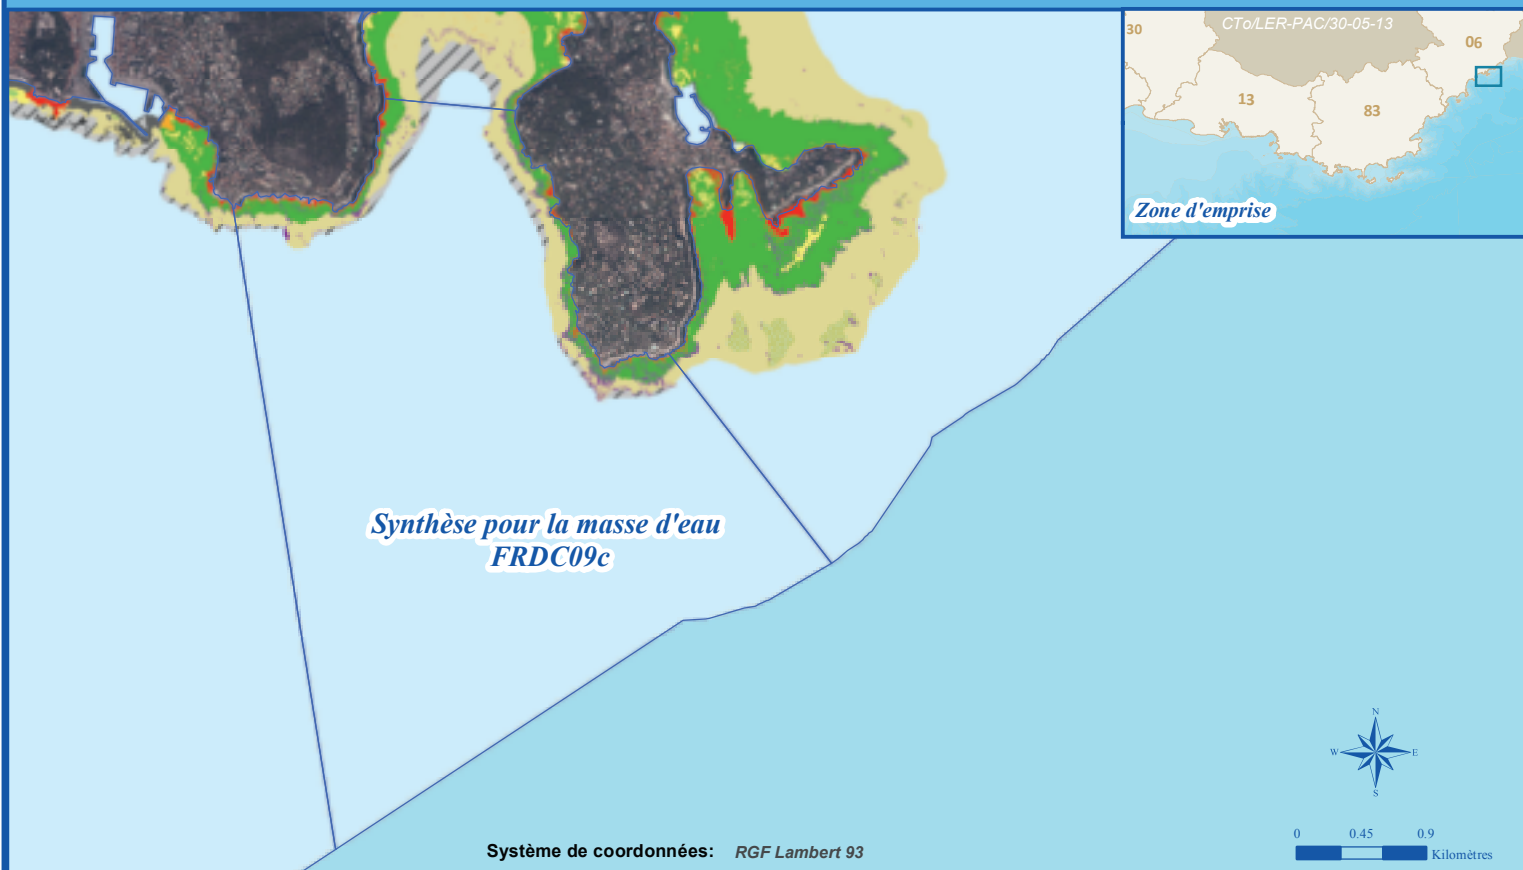 CTo/LER-PAC/30-05-13
30
06
13
83
Zone d'emprise
Synthèse pour la masse d'eau
FRDC09c
N
W E
S
0 0.45 0.9
Kilomètres
Système de coordonnées: RGF Lambert 93